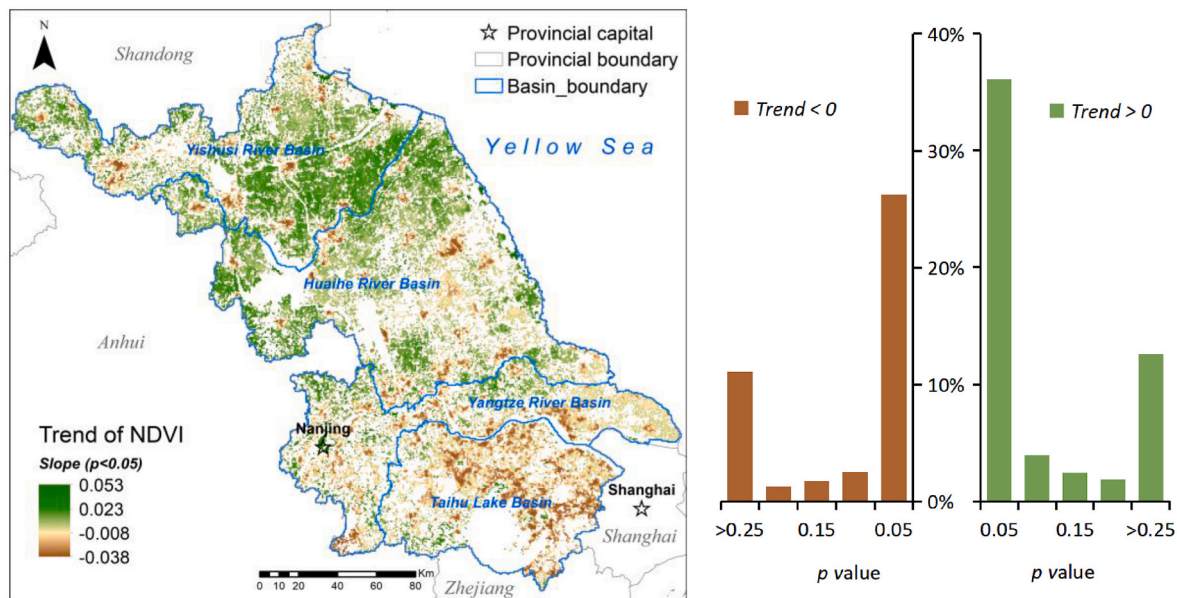 N
Shandong
Provincial capital
Provincial boundary
Basin_boundary
Yellow Sea
Yishusi River Basin
Huaihe River Basin
Anhui
Yangtze River Basin
Nanjing
Taihu Lake Basin
Shanghai
Shanghai
Zhejiang
Trend of NDVI
Slope (p<0.05)
0.053
0.023
-0.008
-0.038
Km
0 5 10 20 40 60 80
Trend < 0
Trend > 0
40%
30%
20%
10%
0%
>0.25 0.15 0.05
p value
0.05 0.15 >0.25
p value